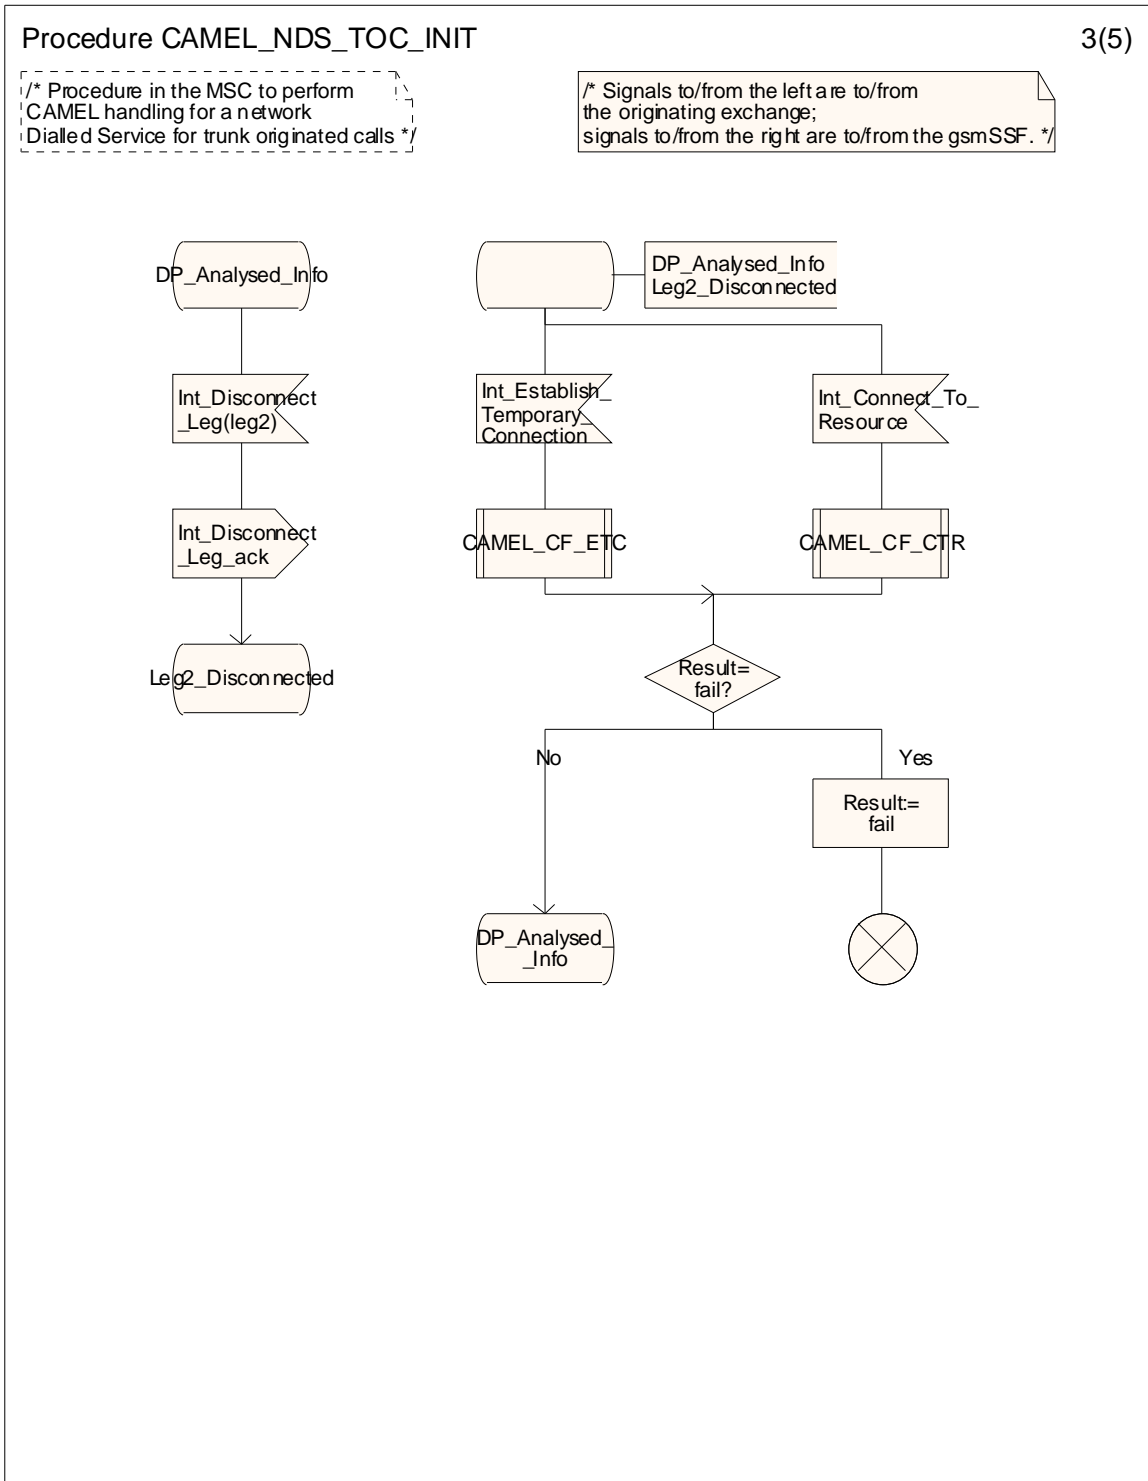 Procedure CAMEL_NDS_TOC_INIT
3(5)
/* Procedure in the MSC to perform
CAMEL handling for a network
Dialled Service for trunk originated calls */
/* Signals to/from the left are to/from
the originating exchange;
signals to/from the right are to/from the gsmSSF. */
DP_Analysed_Info
DP_Analysed_Info
Leg2_Disconnected
Int_Disconnect
_Leg(leg2)
Int_Establish_
Temporary_
Connection
Int_Connect_To_
Resource
Int_Disconnect
_Leg_ack
CAMEL_CF_ETC
CAMEL_CF_CTR
Leg2_Disconnected
Result=
fail?
No
Yes
Result:=
fail
DP_Analysed_
_Info